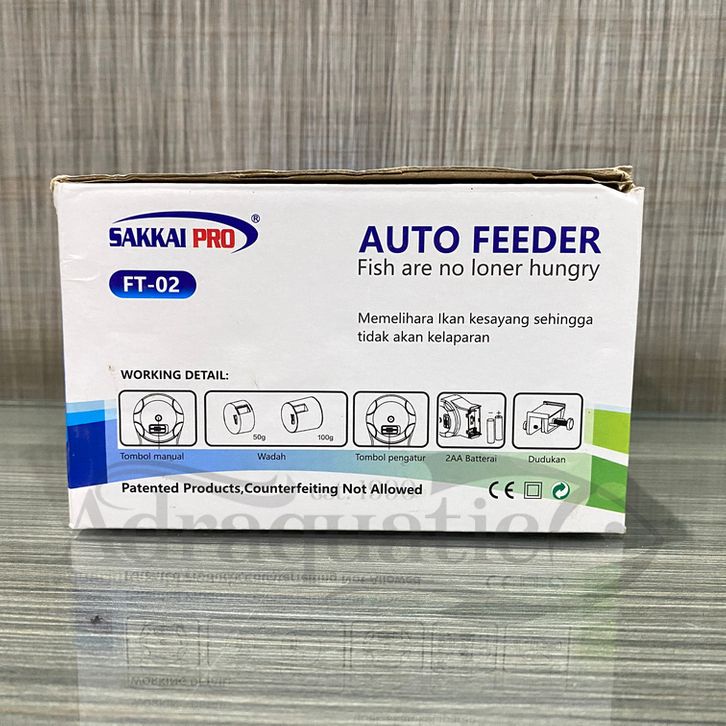 SAKKAI PRO®
FT-02
AUTO FEEDER
Fish are no loner hungry
Memelihara Ikan kesayang sehingga
tidak akan kelaparan
WORKING DETAIL:
50g 100g
Tombol manual Wadah Tombol pengatur 2AA Batterai Dudukan
Patented Products,Counterfeiting Not Allowed CE
Adraquatic